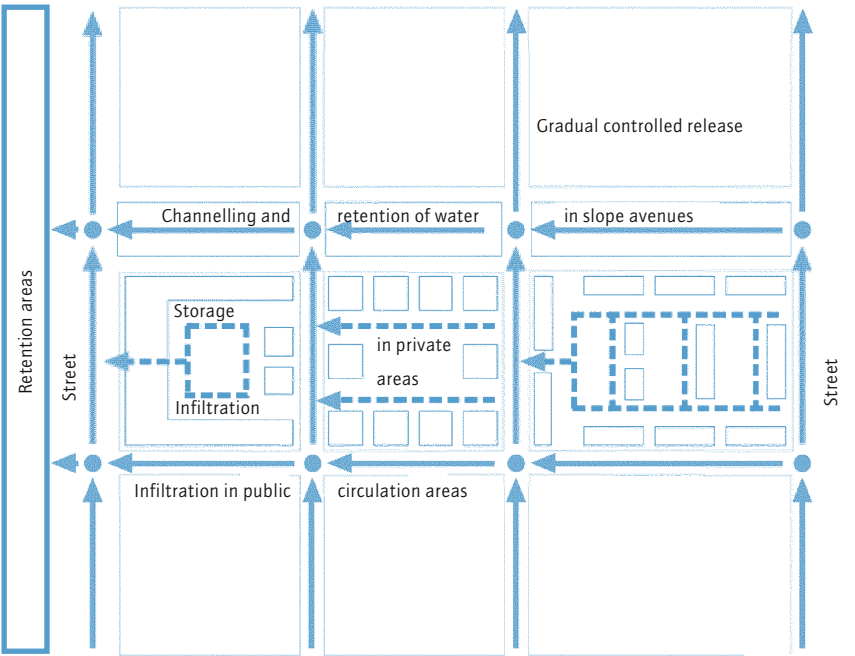 Gradual controlled release
Channelling and retention of water in slope avenues
Retention areas
Street
Storage
Infiltration
in private
areas
Street
Infiltration in public circulation areas